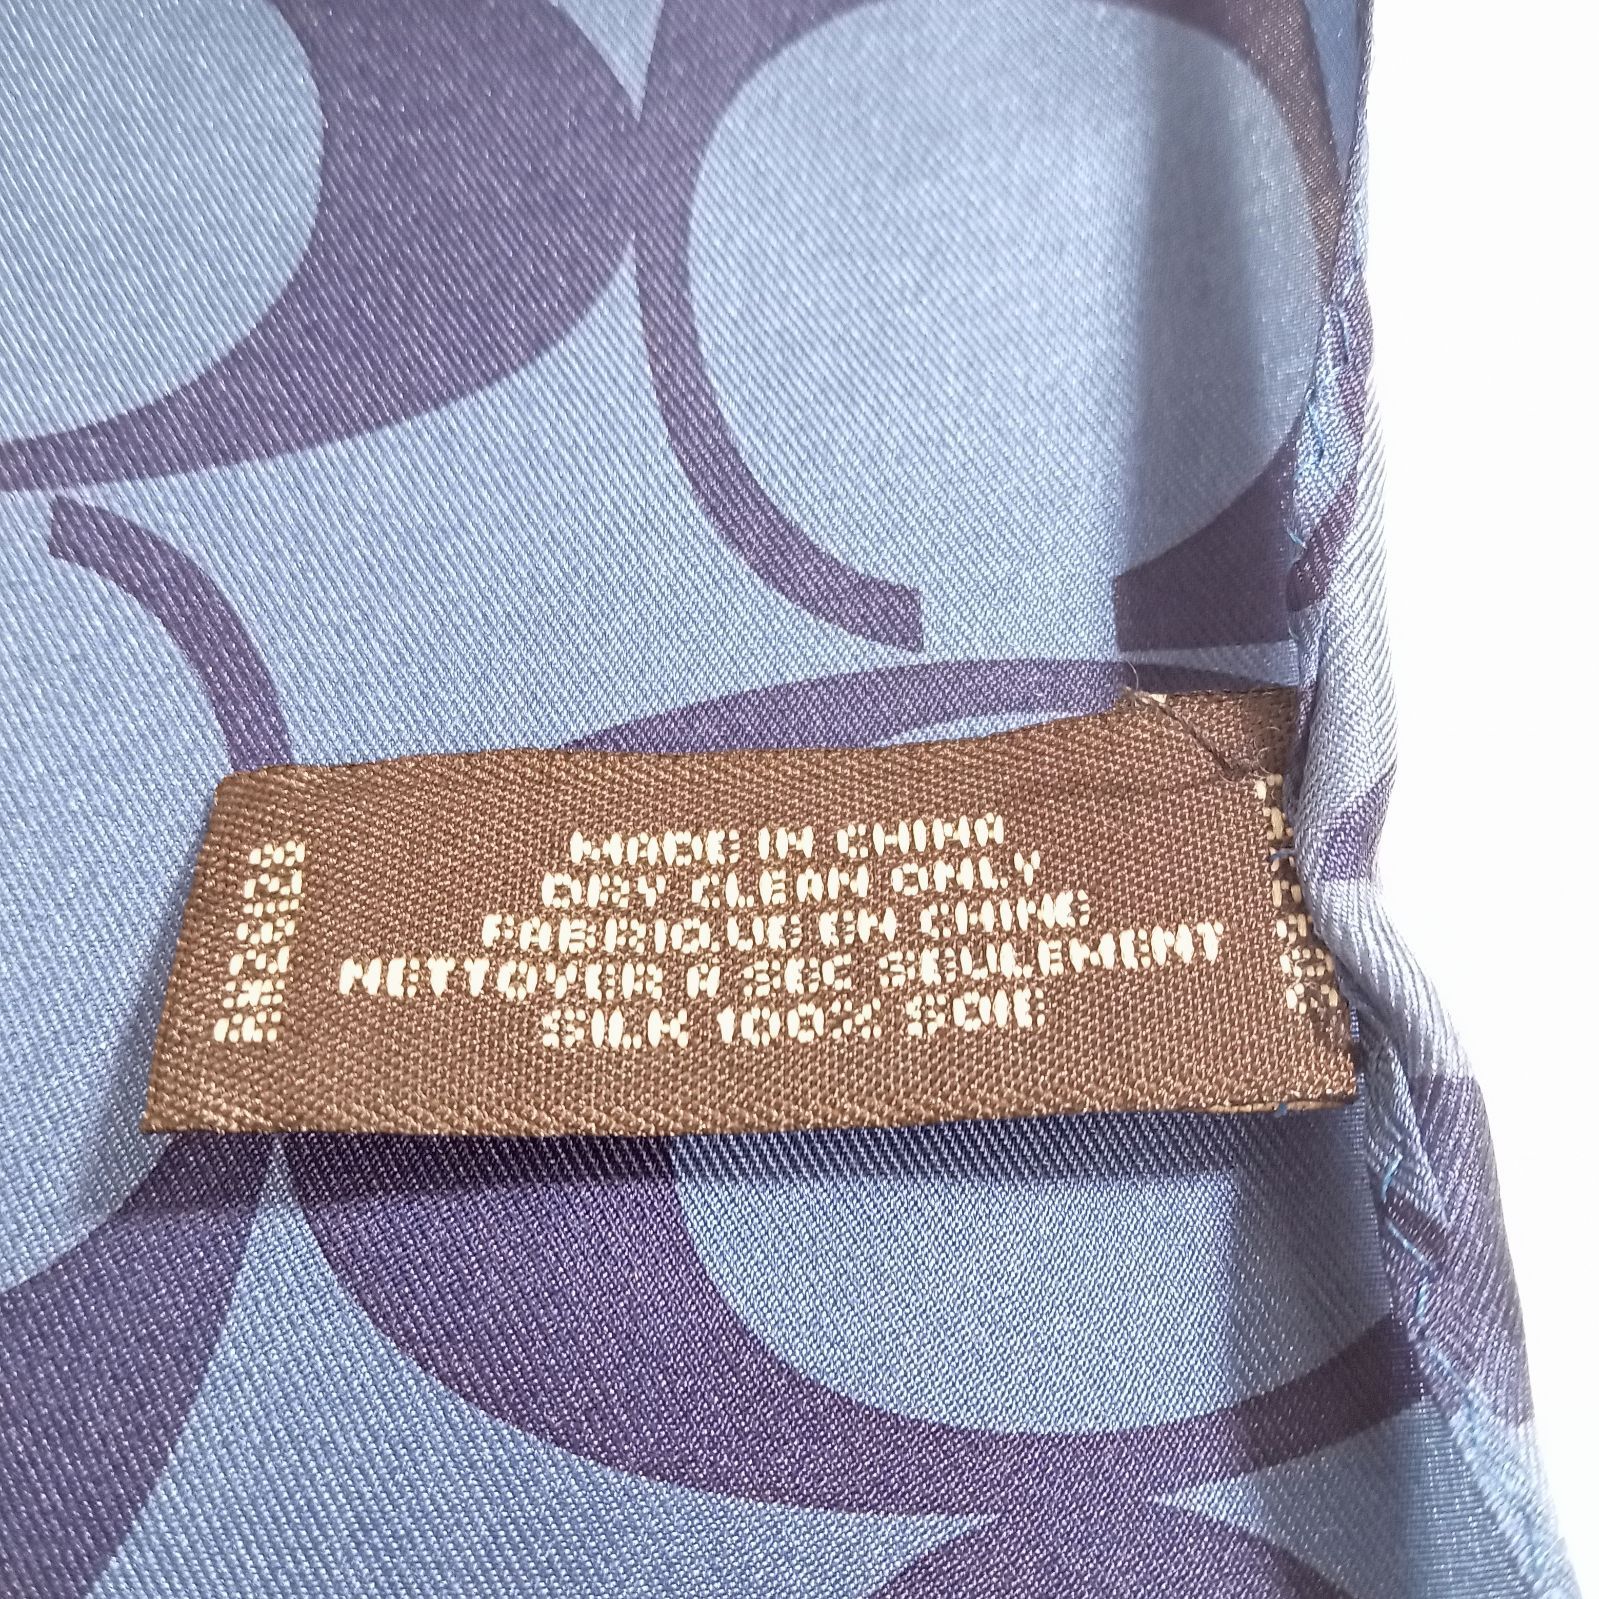 MADE IN CHINA
DRY CLEAN ONLY
FABRIQUE EN CHINE
NETTOYER A SEC SEULEMENT
SILK 100% SOIE